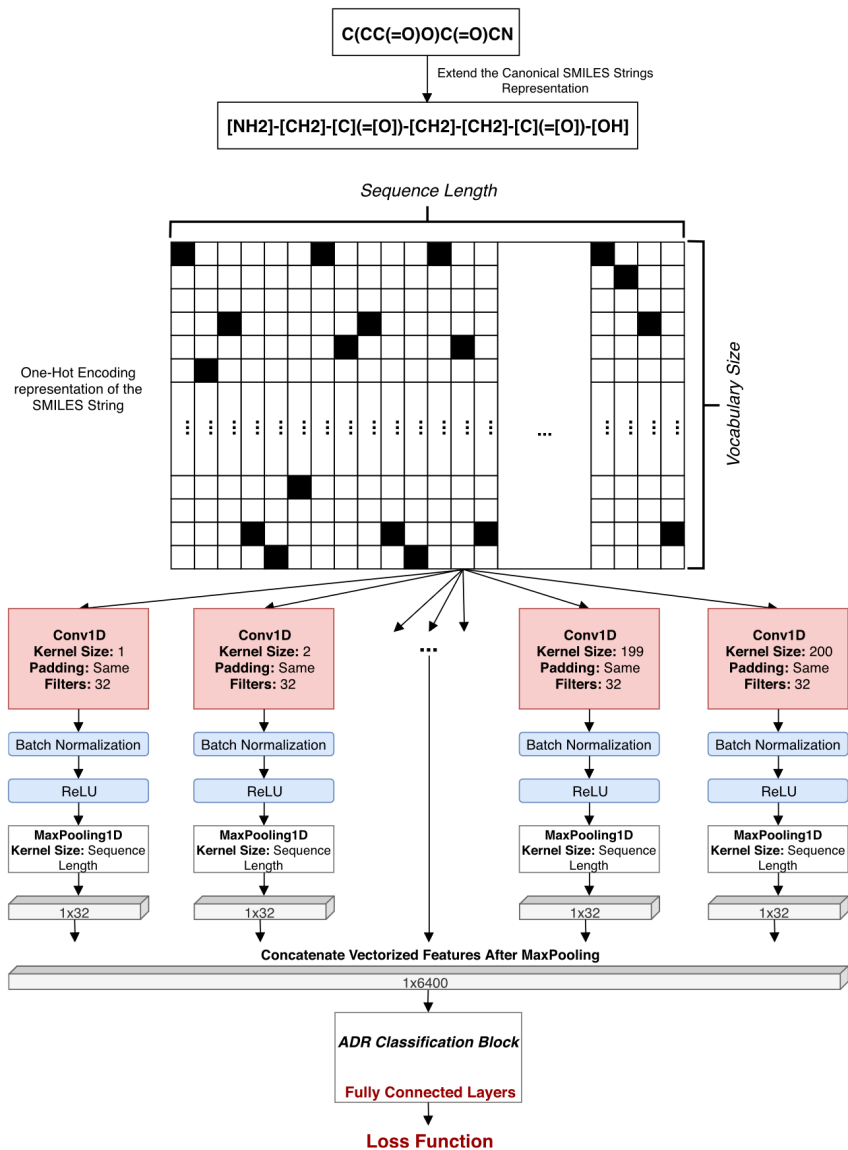 C(CC(=O)O)C(=O)CN
Extend the Canonical SMILES Strings
Representation
[NH2]-[CH2]-[C](=[O])-[CH2]-[CH2]-[C](=[O])-[OH]
Sequence Length
One-Hot Encoding
representation of the
SMILES String
...
Vocabulary Size
Conv1D
Kernel Size: 1
Padding: Same
Filters: 32
Conv1D
Kernel Size: 2
Padding: Same
Filters: 32
...
Conv1D
Kernel Size: 199
Padding: Same
Filters: 32
Conv1D
Kernel Size: 200
Padding: Same
Filters: 32
Batch Normalization
Batch Normalization
Batch Normalization
Batch Normalization
ReLU
ReLU
ReLU
ReLU
MaxPooling1D
Kernel Size: Sequence
Length
MaxPooling1D
Kernel Size: Sequence
Length
MaxPooling1D
Kernel Size: Sequence
Length
MaxPooling1D
Kernel Size: Sequence
Length
1x32
1x32
1x32
1x32
Concatenate Vectorized Features After MaxPooling
1x6400
ADR Classification Block
Fully Connected Layers
Loss Function